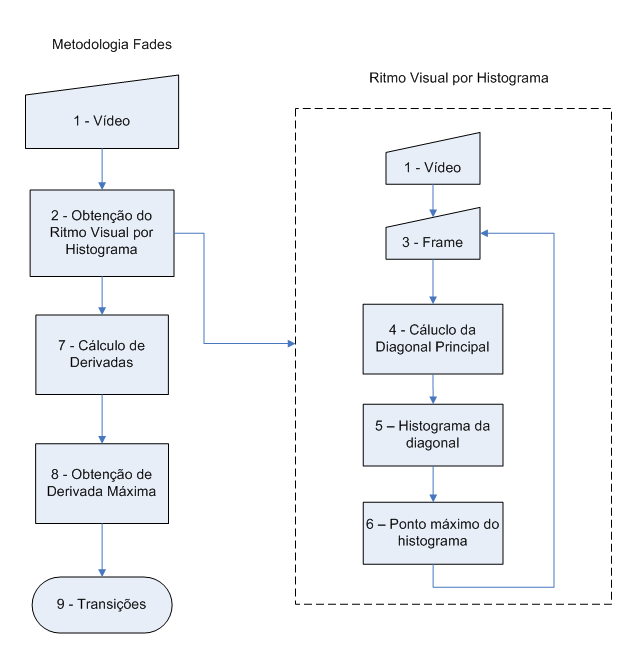 Metodologia Fades
1 - Vídeo
2 - Obtenção do
Ritmo Visual por
Histograma
7 - Cálculo de
Derivadas
8 - Obtenção de
Derivada Máxima
9 - Transições
Ritmo Visual por Histograma
1 - Vídeo
3 - Frame
4 - Cáluclo da
Diagonal Principal
5 – Histograma da
diagonal
6 – Ponto máximo do
histograma